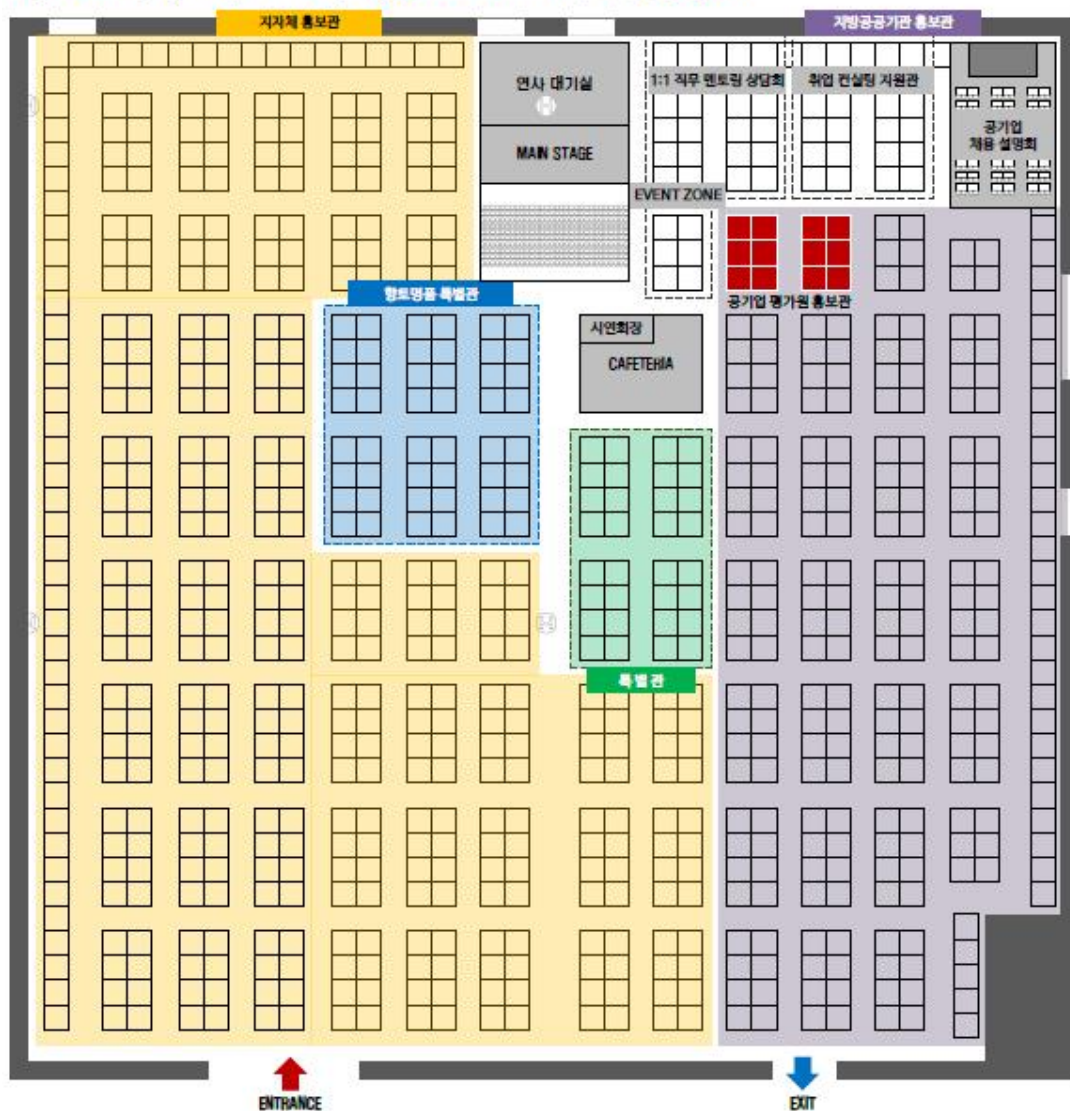 지자체 홍보관
지방공공기관 홍보관
연사 대기실
MAIN STAGE
1:1 직무 멘토링 상담회
취업 컨설팅 지원관
공기업
채용 설명회
EVENT ZONE
공기업 평가원 홍보관
향토명품 특별관
시연회장
CAFETERIA
특별관
ENTRANCE
EXIT